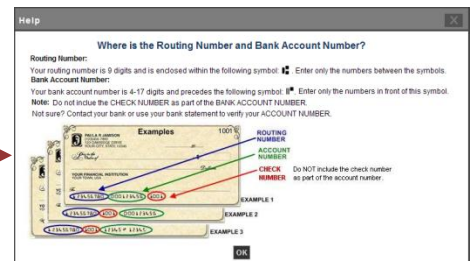 Help
X
Where is the Routing Number and Bank Account Number?
Routing Number:
Your routing number is 9 digits and is enclosed within the following symbol: ⑆. Enter only the numbers between the symbols.
Bank Account Number:
Your bank account number is 4-17 digits and precedes the following symbol: ⑈. Enter only the numbers in front of this symbol.
Note: Do not inclue the CHECK NUMBER as part of the BANK ACCOUNT NUMBER.
Not sure? Contact your bank or use your bank statement to verify your ACCOUNT NUMBER.
Examples
1001
ROUTING NUMBER
ACCOUNT NUMBER
YOUR FINANCIAL INSTITUTION
CHECK NUMBER
Do NOT include the check number as part of the account number.
EXAMPLE 1
EXAMPLE 2
EXAMPLE 3
OK